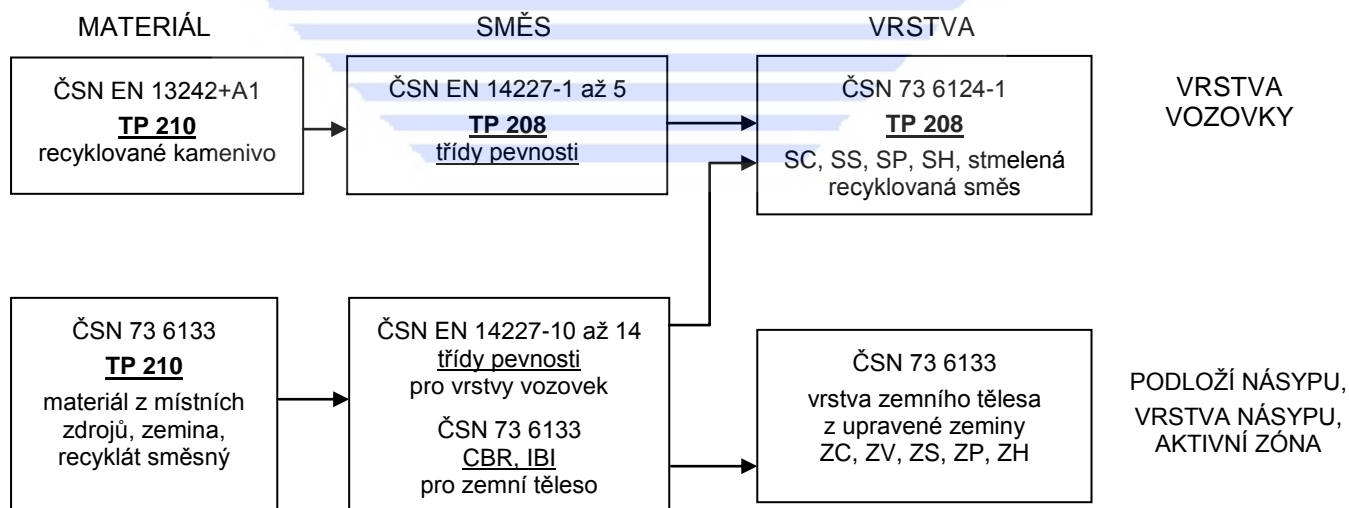 MATERIÁL
SMĚS
VRSTVA
ČSN EN 13242+A1
TP 210
recyklované kamenivo
ČSN EN 14227-1 až 5
TP 208
třídy pevnosti
ČSN 73 6124-1
TP 208
SC, SS, SP, SH, stmelená
recyklovaná směs
VRSTVA
VOZOVKY
ČSN 73 6133
TP 210
materiál z místních
zdrojů, zemina,
recyklát směsný
ČSN EN 14227-10 až 14
třídy pevnosti
pro vrstvy vozovek
ČSN 73 6133
CBR, IBI
pro zemní těleso
ČSN 73 6133
vrstva zemního tělesa
z upravené zeminy
ZC, ZV, ZS, ZP, ZH
PODLOŽÍ NÁSYPU,
VRSTVA NÁSYPU,
AKTIVNÍ ZÓNA